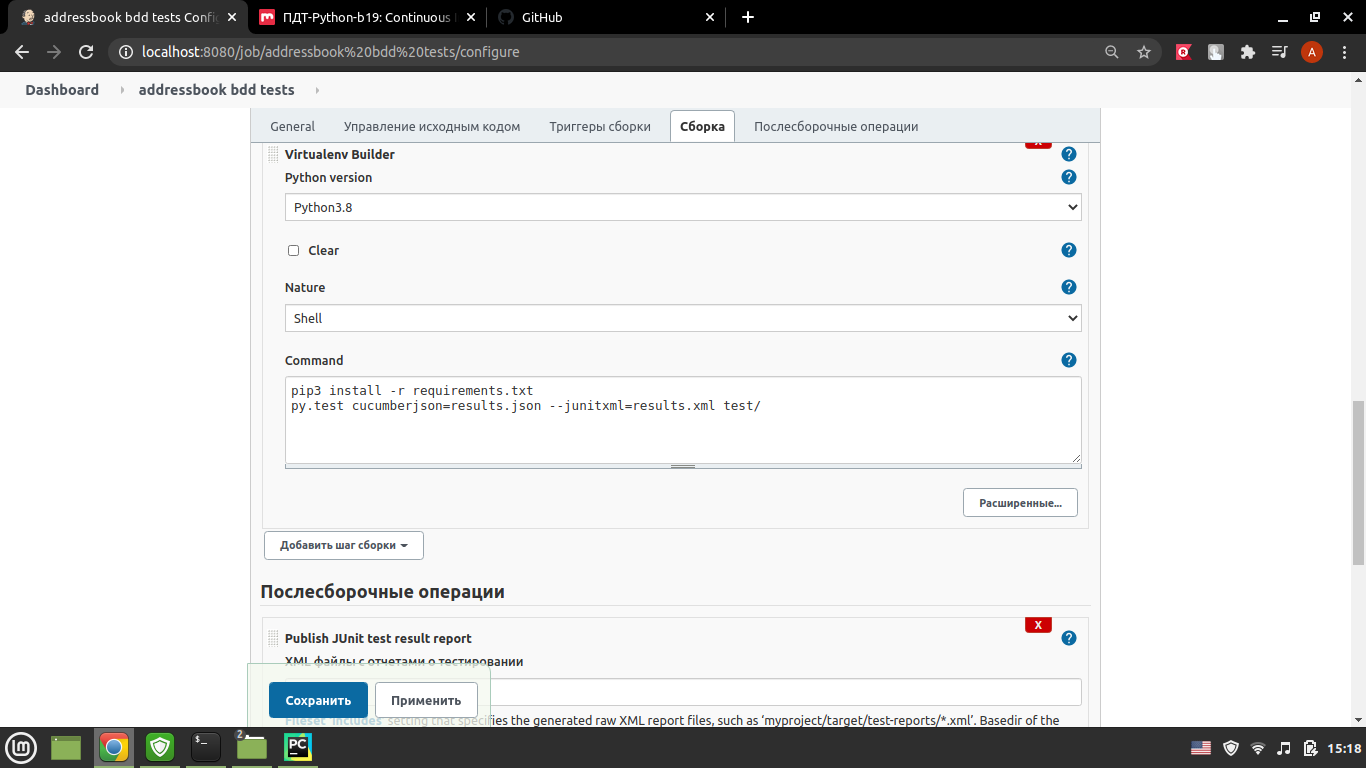 addressbook bdd tests Confi
ПДТ-Python-b19: Continuous
GitHub
localhost:8080/job/addressbook%20bdd%20tests/configure
A
Dashboard
addressbook bdd tests
General
Управление исходным кодом
Триггеры сборки
Сборка
Послесборочные операции
Virtualenv Builder
Python version
Python3.8
Clear
Nature
Shell
Command
pip3 install -r requirements.txt
py.test cucumberjson=results.json --junitxml=results.xml test/
Расширенные...
Добавить шаг сборки
Послесборочные операции
X
Publish JUnit test result report
XML файлы с отчетами о тестировании
Сохранить
Применить
Fileset 'includes' setting that specifies the generated raw XML report files, such as 'myproject/target/test-reports/*.xml'. Basedir of the
2
$_
PC
15:18